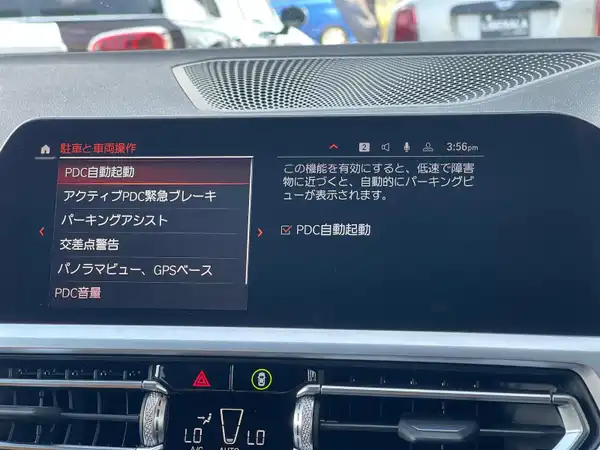 駐車と車両操作
2
3:56pm
PDC自動起動
アクティブPDC緊急ブレーキ
パーキングアシスト
交差点警告
パノラマビュー、GPSベース
PDC音量
この機能を有効にすると、低速で障害
物に近づくと、自動的にパーキングビ
ューが表示されます。
PDC自動起動
LO
LO
A/C
AUTO